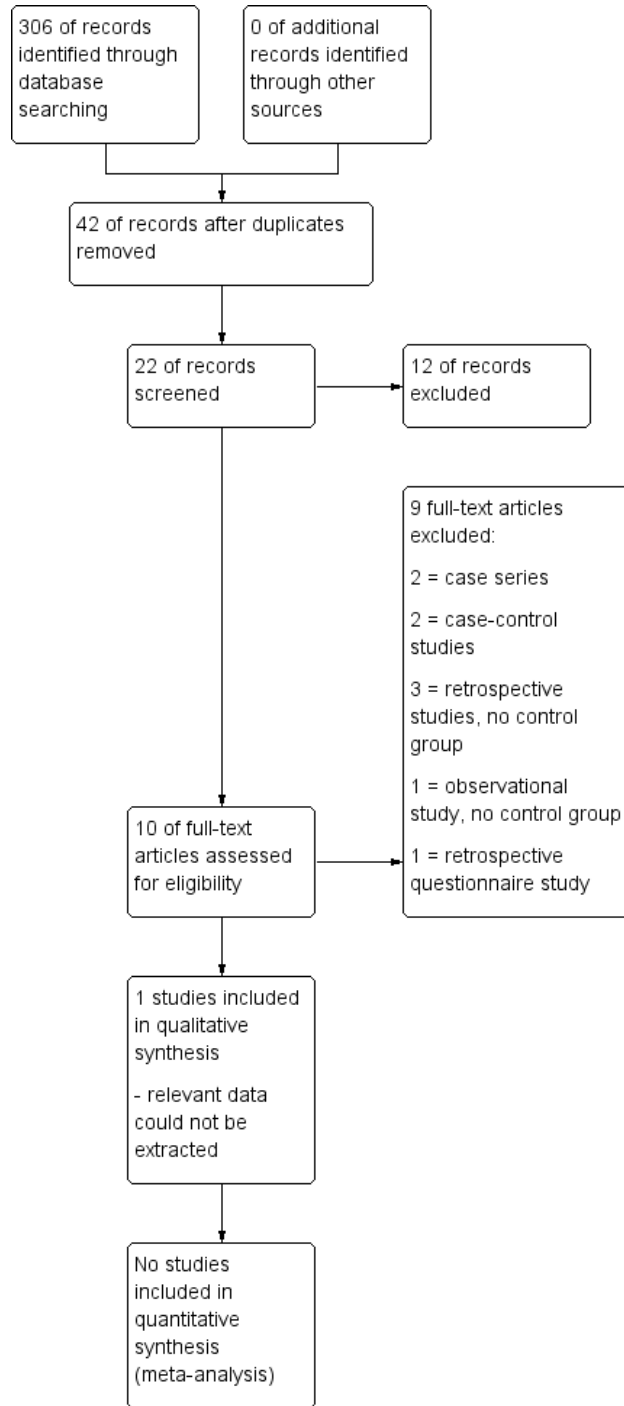 306 of records
identified through
database
searching
0 of additional
records identified
through other
sources
42 of records after duplicates
removed
22 of records
screened
12 of records
excluded
9 full-text articles
excluded:
2 = case series
2 = case-control
studies
3 = retrospective
studies, no control
group
1 = observational
study, no control group
1 = retrospective
questionnaire study
10 of full-text
articles assessed
for eligibility
1 studies included
in qualitative
synthesis
- relevant data
could not be
extracted
No studies
included in
quantitative
synthesis
(meta-analysis)